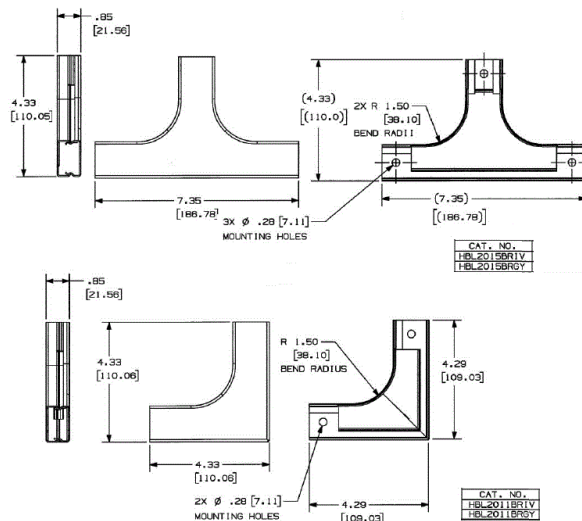 .85
[21.56]
4.33
[110.05]
7.35
[186.78]
(4.33)
[(110.0)]
2X R 1.50
[38.10]
BEND RADII
3X Ø .28 [7.11]
MOUNTING HOLES
(7.35)
[(186.78)]
CAT. NO.
HBL2015BRIV
HBL2015BRGY
.85
[21.56]
4.33
[110.06]
4.33
[110.06]
R 1.50
[38.10]
BEND RADIUS
4.29
[109.03]
2X Ø .28 [7.11]
MOUNTING HOLES
4.29
[109.03]
CAT. NO.
HBL2011BRIV
HBL2011BRGY